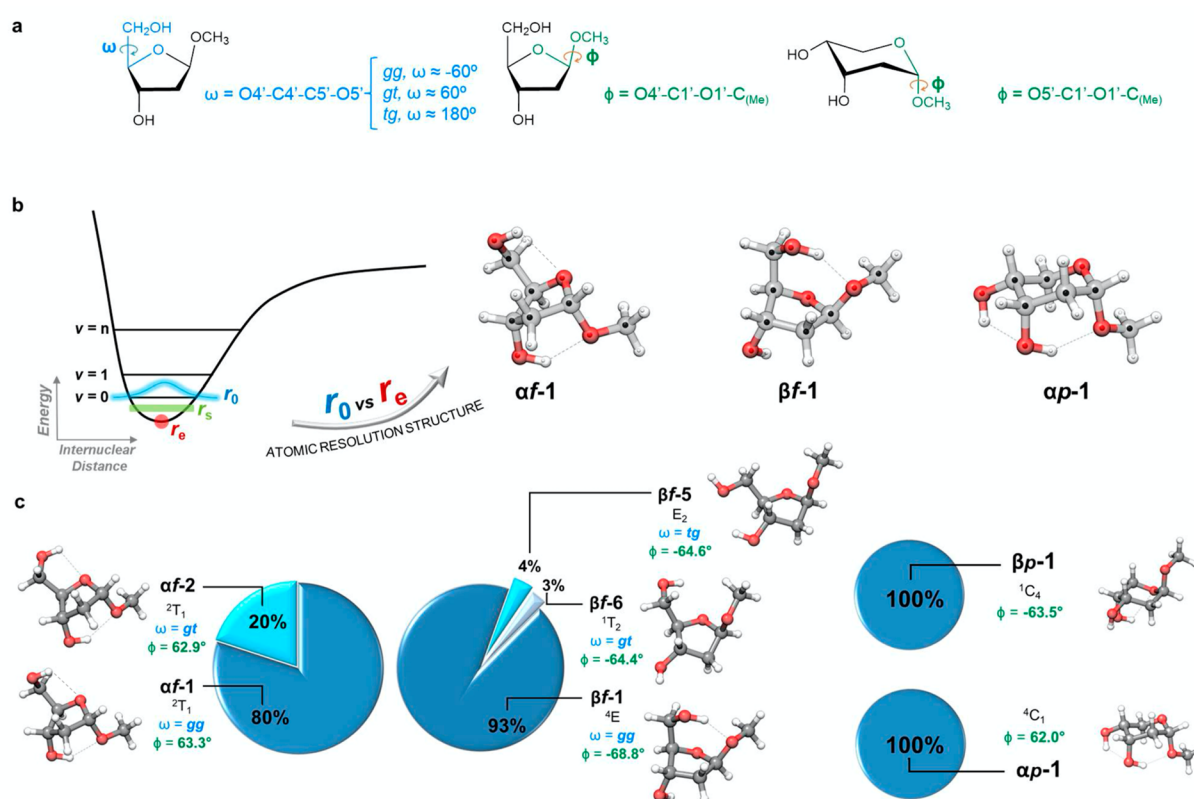 a
CH₂OH
OCH₃
O
ω
OH
ω = O4'-C4'-C5'-O5'
gg, ω ≈ -60º
gt, ω ≈ 60º
tg, ω ≈ 180º
CH₂OH
OCH₃
O
ϕ
OH
ϕ = O4'-C1'-O1'-C(Me)
O
HO
HO
ϕ
OCH₃
ϕ = O5'-C1'-O1'-C(Me)
b
v = n
v = 1
v = 0
r₀
rₛ
rₑ
Energy
Internuclear
Distance
r₀ vs rₑ
ATOMIC RESOLUTION STRUCTURE
αf-1
βf-1
αp-1
c
αf-2
²T₁
ω = gt
ϕ = 62.9°
20%
αf-1
²T₁
ω = gg
ϕ = 63.3°
80%
βf-5
E₂
ω = tg
ϕ = -64.6°
4%
3%
βf-6
¹T₂
ω = gt
ϕ = -64.4°
βf-1
⁴E
ω = gg
ϕ = -68.8°
93%
βp-1
¹C₄
ϕ = -63.5°
100%
⁴C₁
ϕ = 62.0°
αp-1
100%